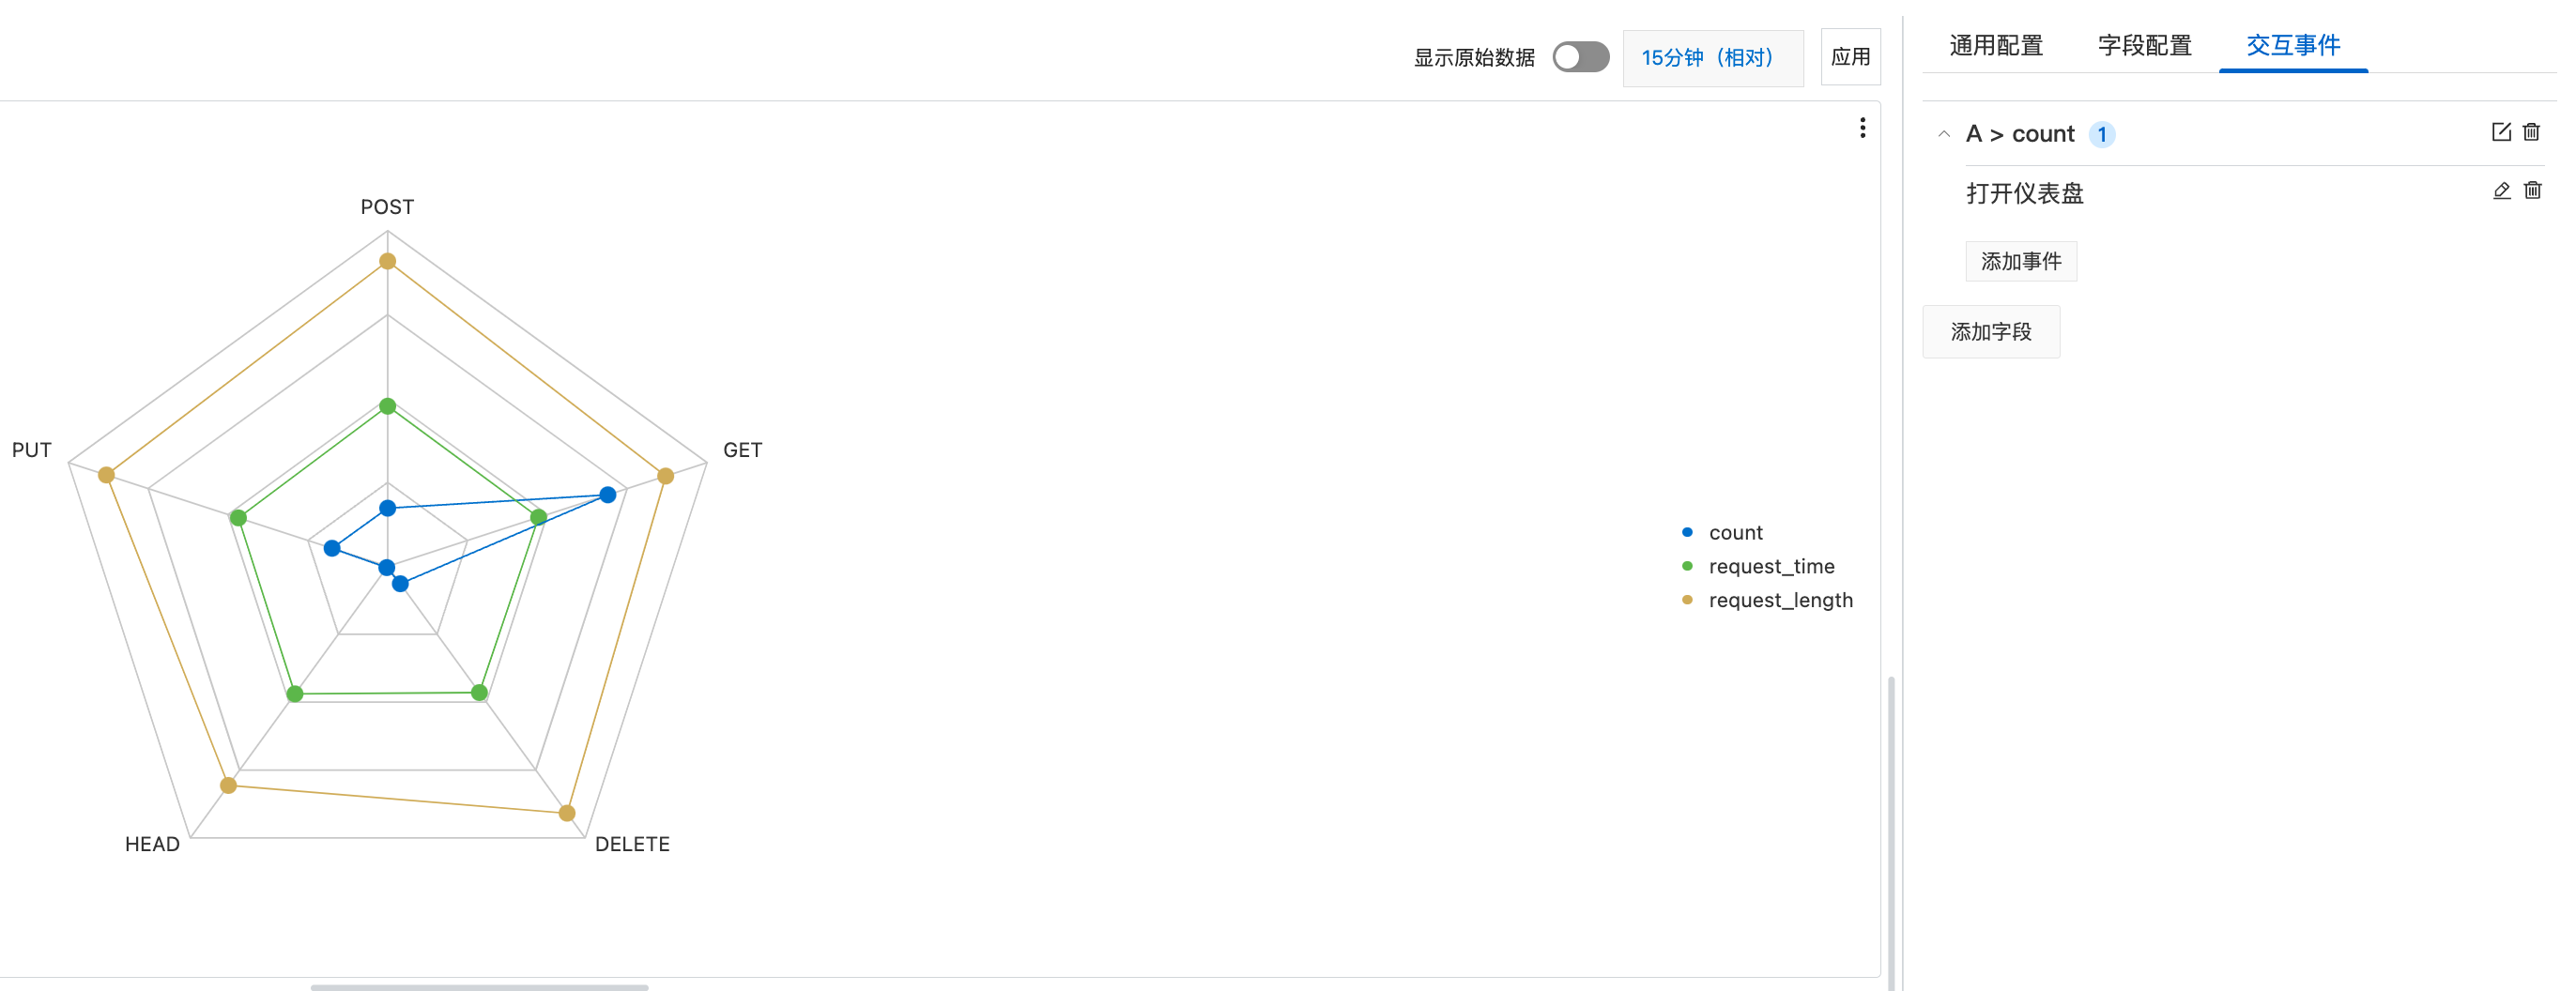 显示原始数据
15分钟（相对）
应用
POST
PUT
GET
HEAD
DELETE
count
request_time
request_length
通用配置
字段配置
交互事件
A > count 1
打开仪表盘
添加事件
添加字段